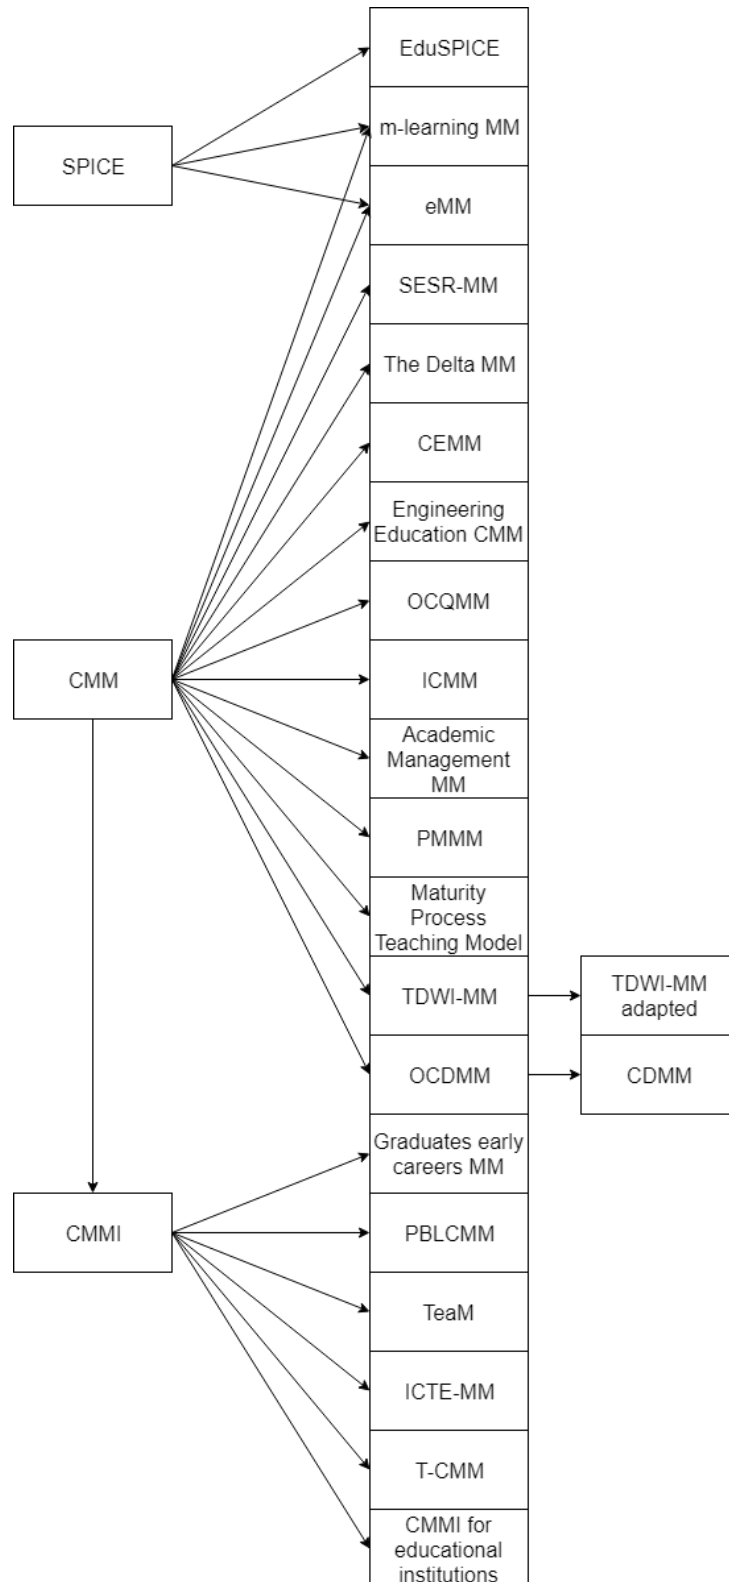 EduSPICE
m-learning MM
SPICE
eMM
SESR-MM
The Delta MM
CEMM
Engineering
Education CMM
OCQMM
CMM
ICMM
Academic
Management
MM
PMMM
Maturity
Process
Teaching Model
TDWI-MM
TDWI-MM
adapted
OCDMM
CDMM
Graduates early
careers MM
CMMI
PBLCMM
TeaM
ICTE-MM
T-CMM
CMMI for
educational
institutions